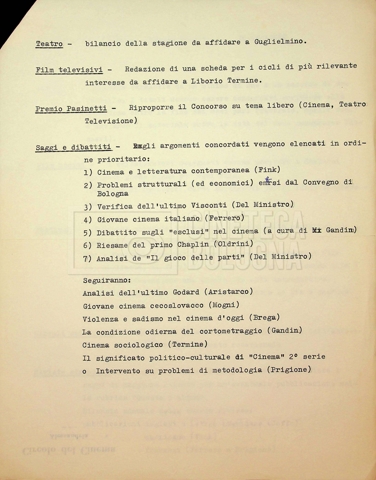 Teatro - bilancio della stagione da affidare a Guglielmino.
Film televisivi - Redazione di una scheda per i cicli di più rilevante
interesse da affidare a Liborio Termine.
Premio Pasinetti - Riproporre il Concorso su tema libero (Cinema, Teatro
Televisione)
Saggi e dibattiti - Gli argomenti concordati vengono elencati in ordi-
ne prioritario:
1) Cinema e letteratura contemporanea (Fink)
2) Problemi strutturali (ed economici) emersi dal Convegno di
Bologna
3) Verifica dell'ultimo Visconti (Del Ministro)
4) Giovane cinema italiano (Ferrero)
5) Dibattito sugli "esclusi" nel cinema (a cura di Gandin)
6) Riesame del primo Chaplin (Oldrini)
7) Analisi de "Il gioco delle parti" (Del Ministro)
Seguiranno:
Analisi dell'ultimo Godard (Aristarco)
Giovane cinema cecoslovacco (Mogni)
Violenza e sadismo nel cinema d'oggi (Brega)
La condizione odierna del cortometraggio (Gandin)
Cinema sociologico (Termine)
Il significato politico-culturale di "Cinema" 2° serie
o Intervento su problemi di metodologia (Prigione)
CINETECA
BOLOGNA